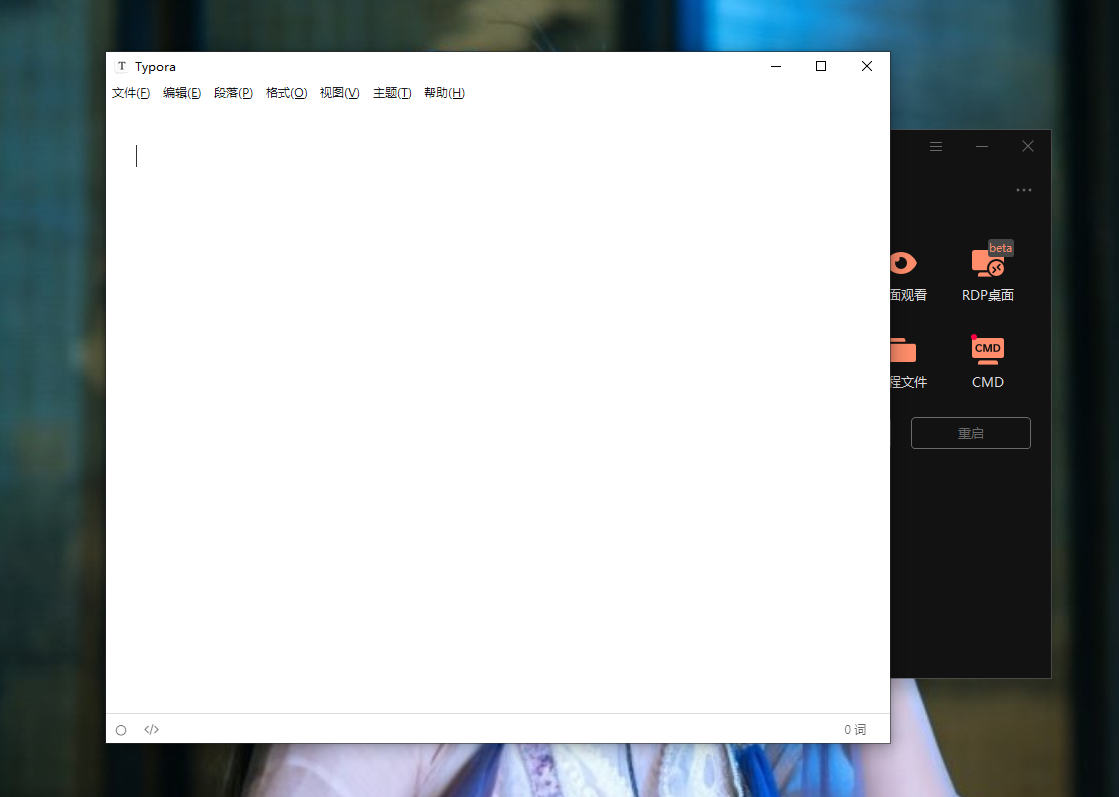 T Typora
文件(F) 编辑(E) 段落(P) 格式(O) 视图(V) 主题(T) 帮助(H)
beta
面观看 RDP桌面
CMD
程文件 CMD
重启
</> 0 词